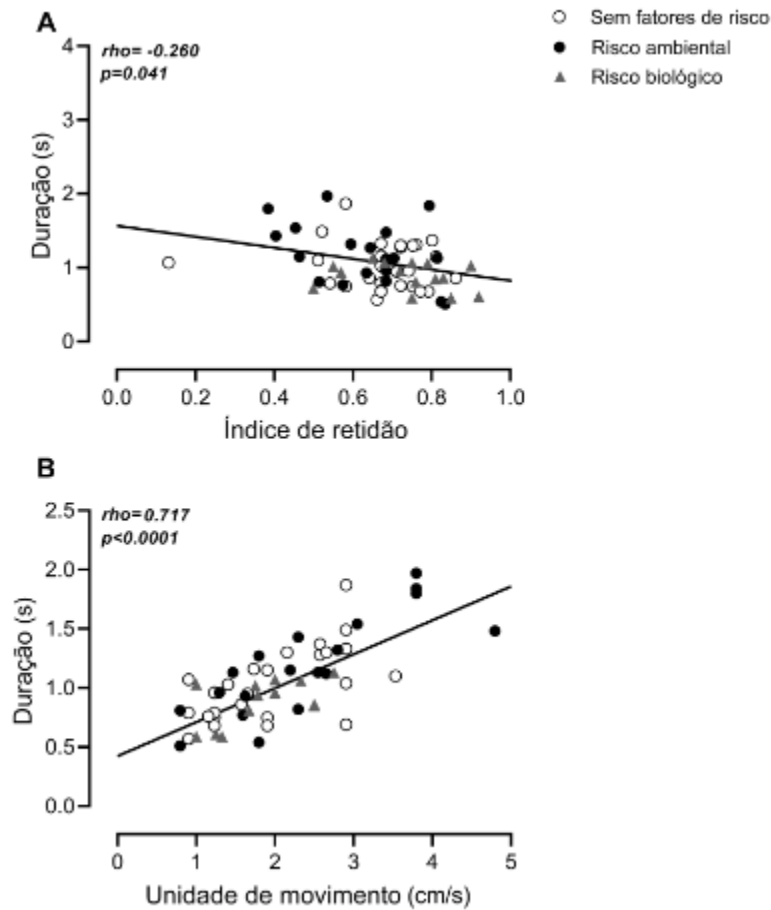 A
Sem fatores de risco
Risco ambiental
Risco biológico
rho= -0.260
p=0.041
4
3
2
1
0
Duração (s)
0.0 0.2 0.4 0.6 0.8 1.0
Índice de retidão
B
rho=0.717
p<0.0001
2.5
2.0
1.5
1.0
0.5
0.0
Duração (s)
0 1 2 3 4 5
Unidade de movimento (cm/s)